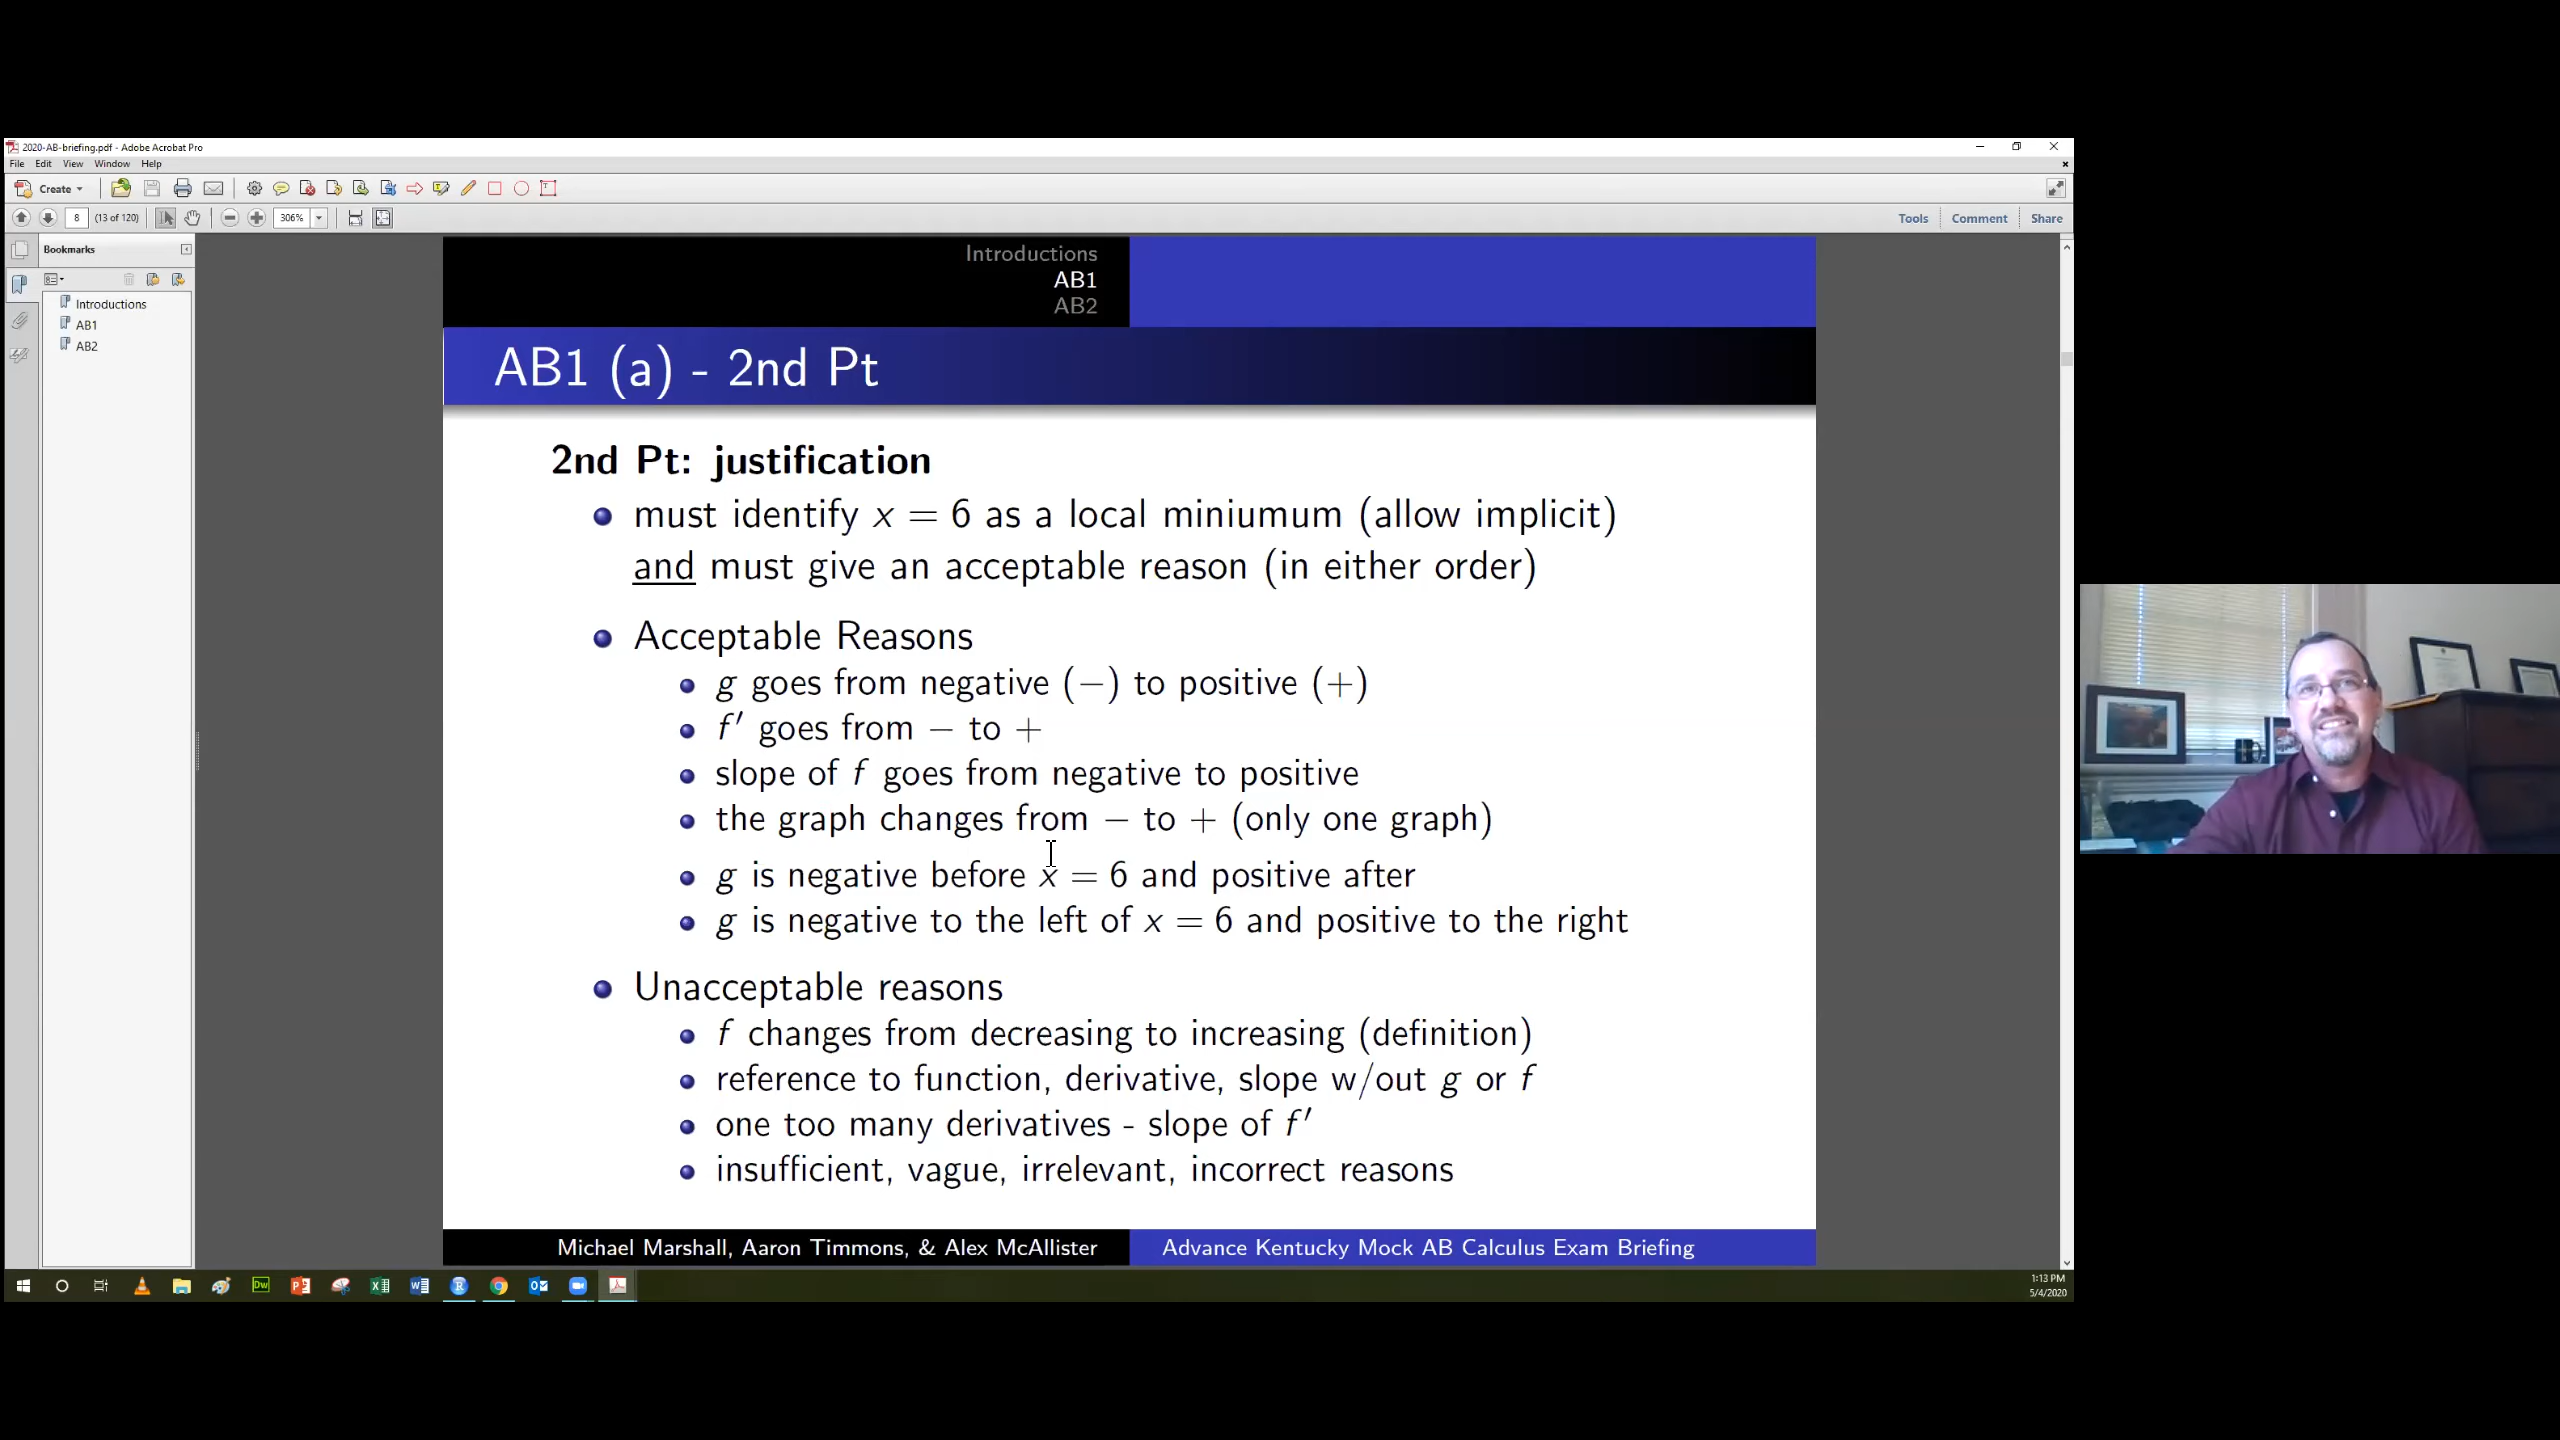 2020-AB-briefing.pdf - Adobe Acrobat Pro
File Edit View Window Help
Create
8 (13 of 120) 306% Tools Comment Share
Bookmarks
Introductions
AB1
AB2
Introductions
AB1
AB2
AB1 (a) - 2nd Pt
2nd Pt: justification
must identify x = 6 as a local miniumum (allow implicit)
and must give an acceptable reason (in either order)
Acceptable Reasons
g goes from negative (−) to positive (+)
f′ goes from − to +
slope of f goes from negative to positive
the graph changes from − to + (only one graph)
g is negative before x = 6 and positive after
g is negative to the left of x = 6 and positive to the right
Unacceptable reasons
f changes from decreasing to increasing (definition)
reference to function, derivative, slope w/out g or f
one too many derivatives - slope of f′
insufficient, vague, irrelevant, incorrect reasons
Michael Marshall, Aaron Timmons, & Alex McAllister Advance Kentucky Mock AB Calculus Exam Briefing
1:13 PM
5/4/2020